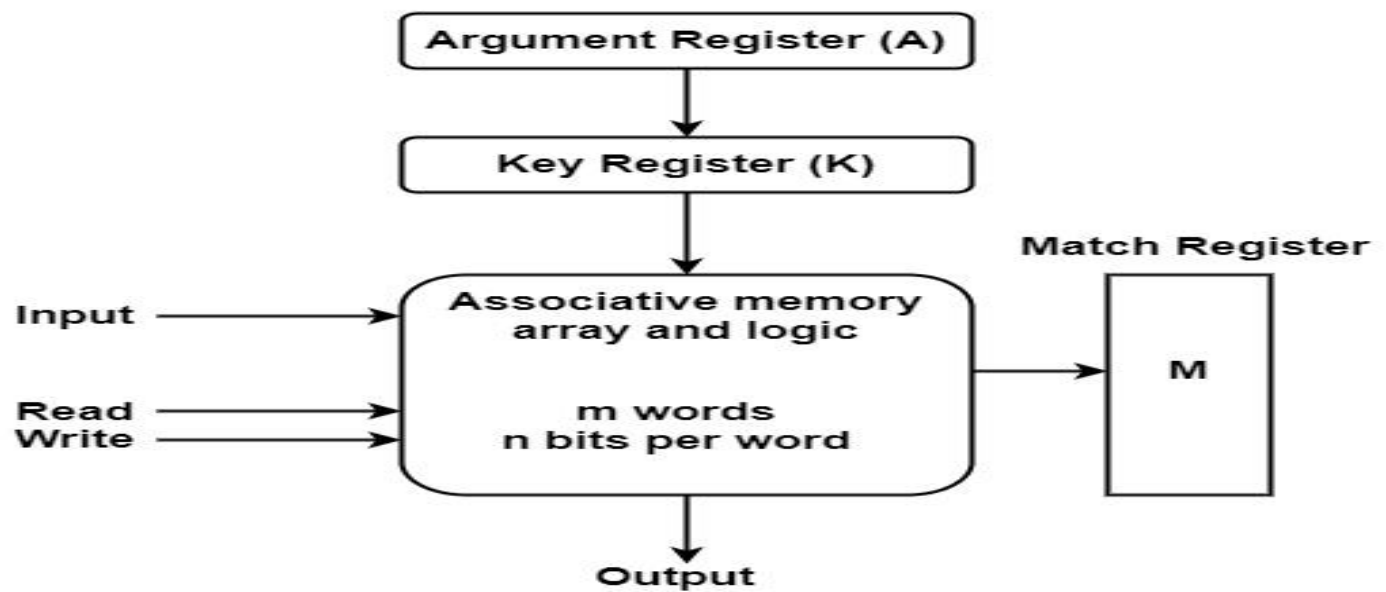 Argument Register (A)
Key Register (K)
Match Register
Input
Associative memory
array and logic
M
Read
m words
Write
n bits per word
Output